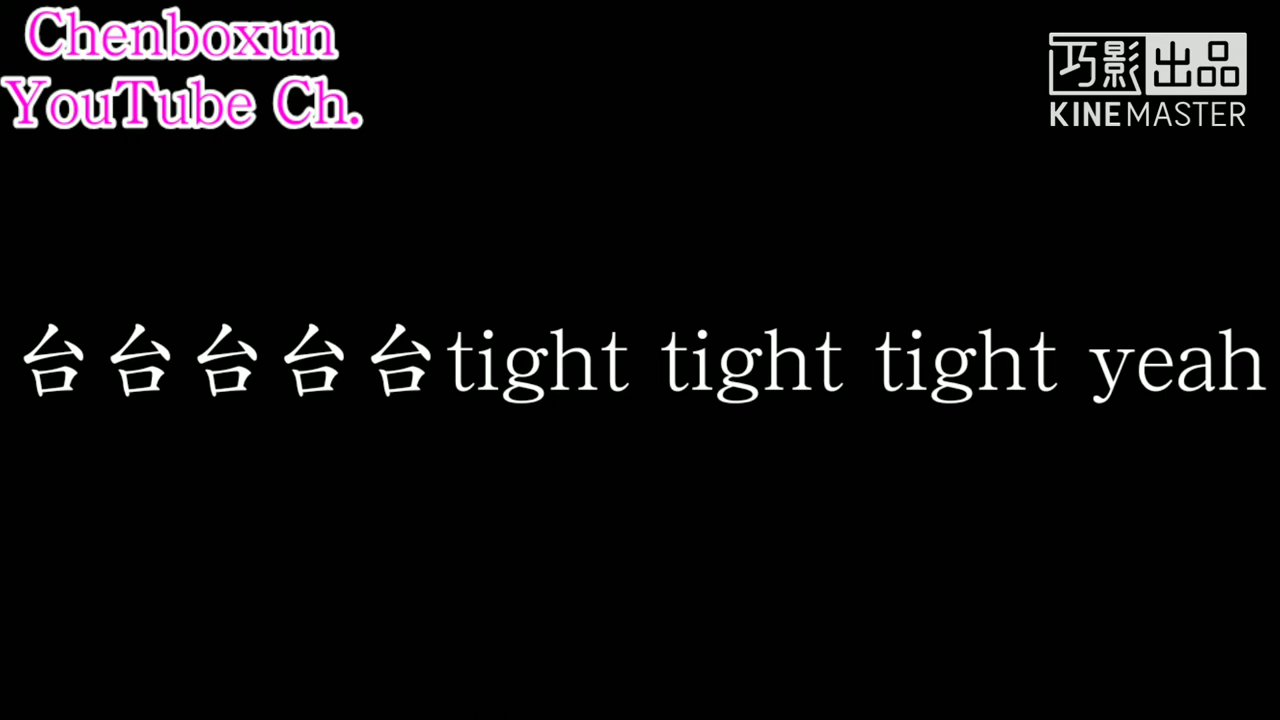 Chenboxun
YouTube Ch.
巧影出品
KINEMASTER
台台台台台tight tight tight yeah